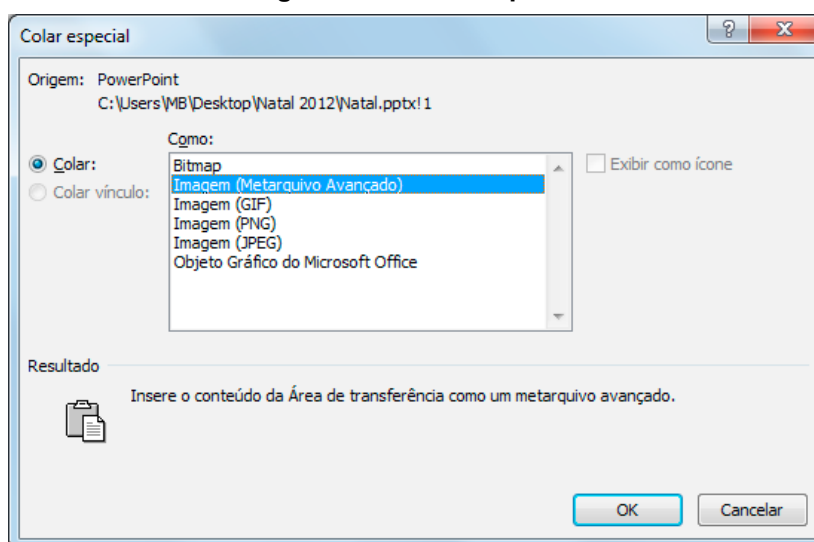 Colar especial
Origem: PowerPoint
C:\Users\MB\Desktop\Natal 2012\Natal.pptx!1
Como:
Colar:
Colar vínculo:
Bitmap
Imagem (Metarquivo Avançado)
Imagem (GIF)
Imagem (PNG)
Imagem (JPEG)
Objeto Gráfico do Microsoft Office
Exibir como ícone
Resultado
Insere o conteúdo da Área de transferência como um metarquivo avançado.
OK Cancelar